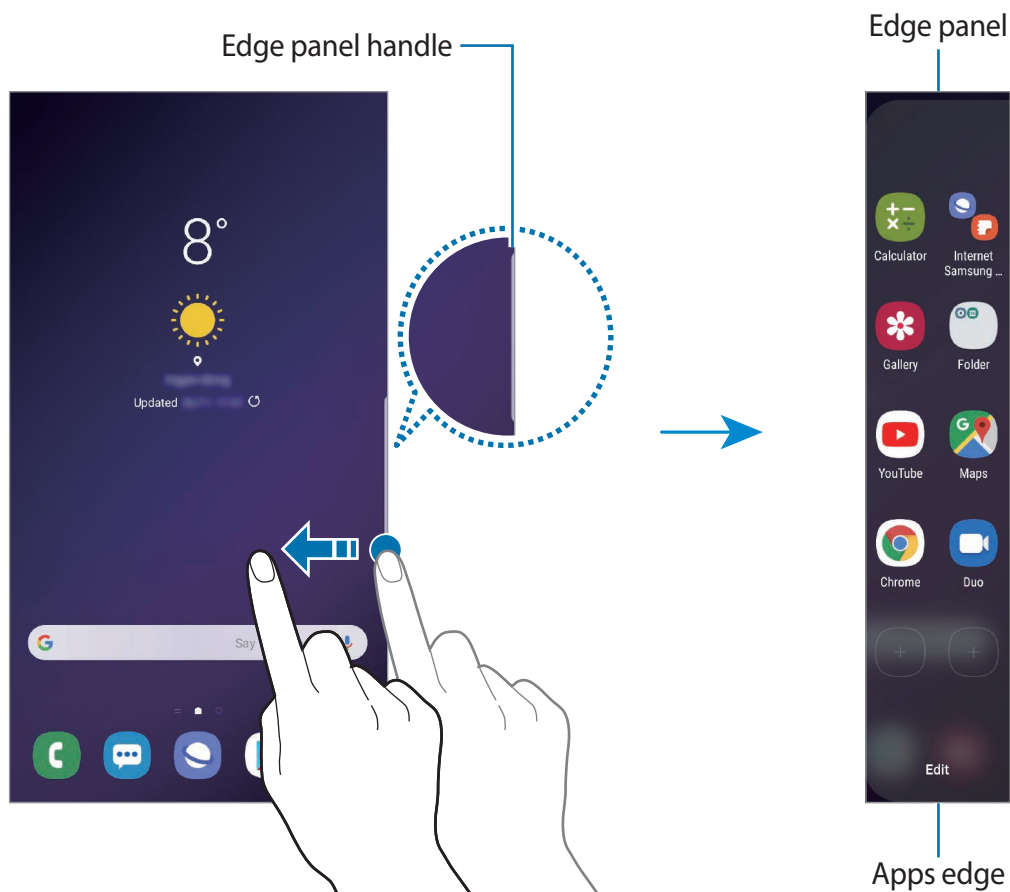 Edge panel handle
Edge panel
8°
Updated
G
Say
Calculator
Internet
Samsung ...
Gallery
Folder
YouTube
G
Maps
Chrome
Duo
Edit
Apps edge